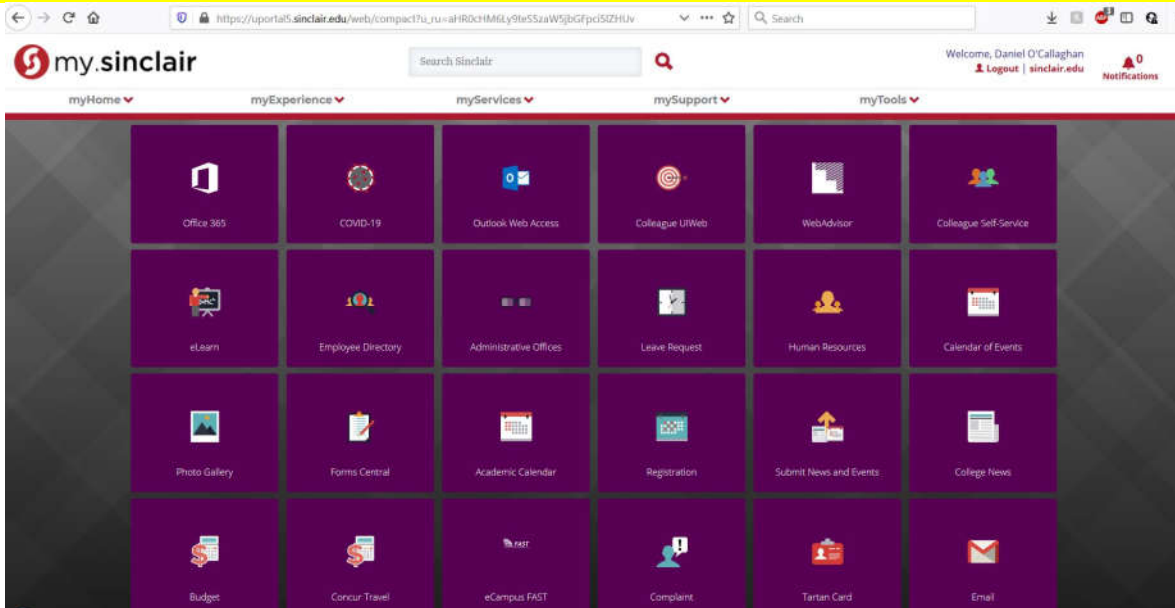 https://uportal5.sinclair.edu/web/compact?u_ru=
Search
my.sinclair
Search Sinclair
Welcome, Daniel O'Callaghan
Logout | sinclair.edu
0
Notifications
myHome
myExperience
myServices
mySupport
myTools
Office 365
COVID-19
Outlook Web Access
Colleague UIWeb
WebAdvisor
Colleague Self-Service
eLearn
Employee Directory
Administrative Offices
Leave Request
Human Resources
Calendar of Events
Photo Gallery
Forms Central
Academic Calendar
Registration
Submit News and Events
College News
FAST
Budget
Concur Travel
eCampus FAST
Complaint
Tartan Card
Email